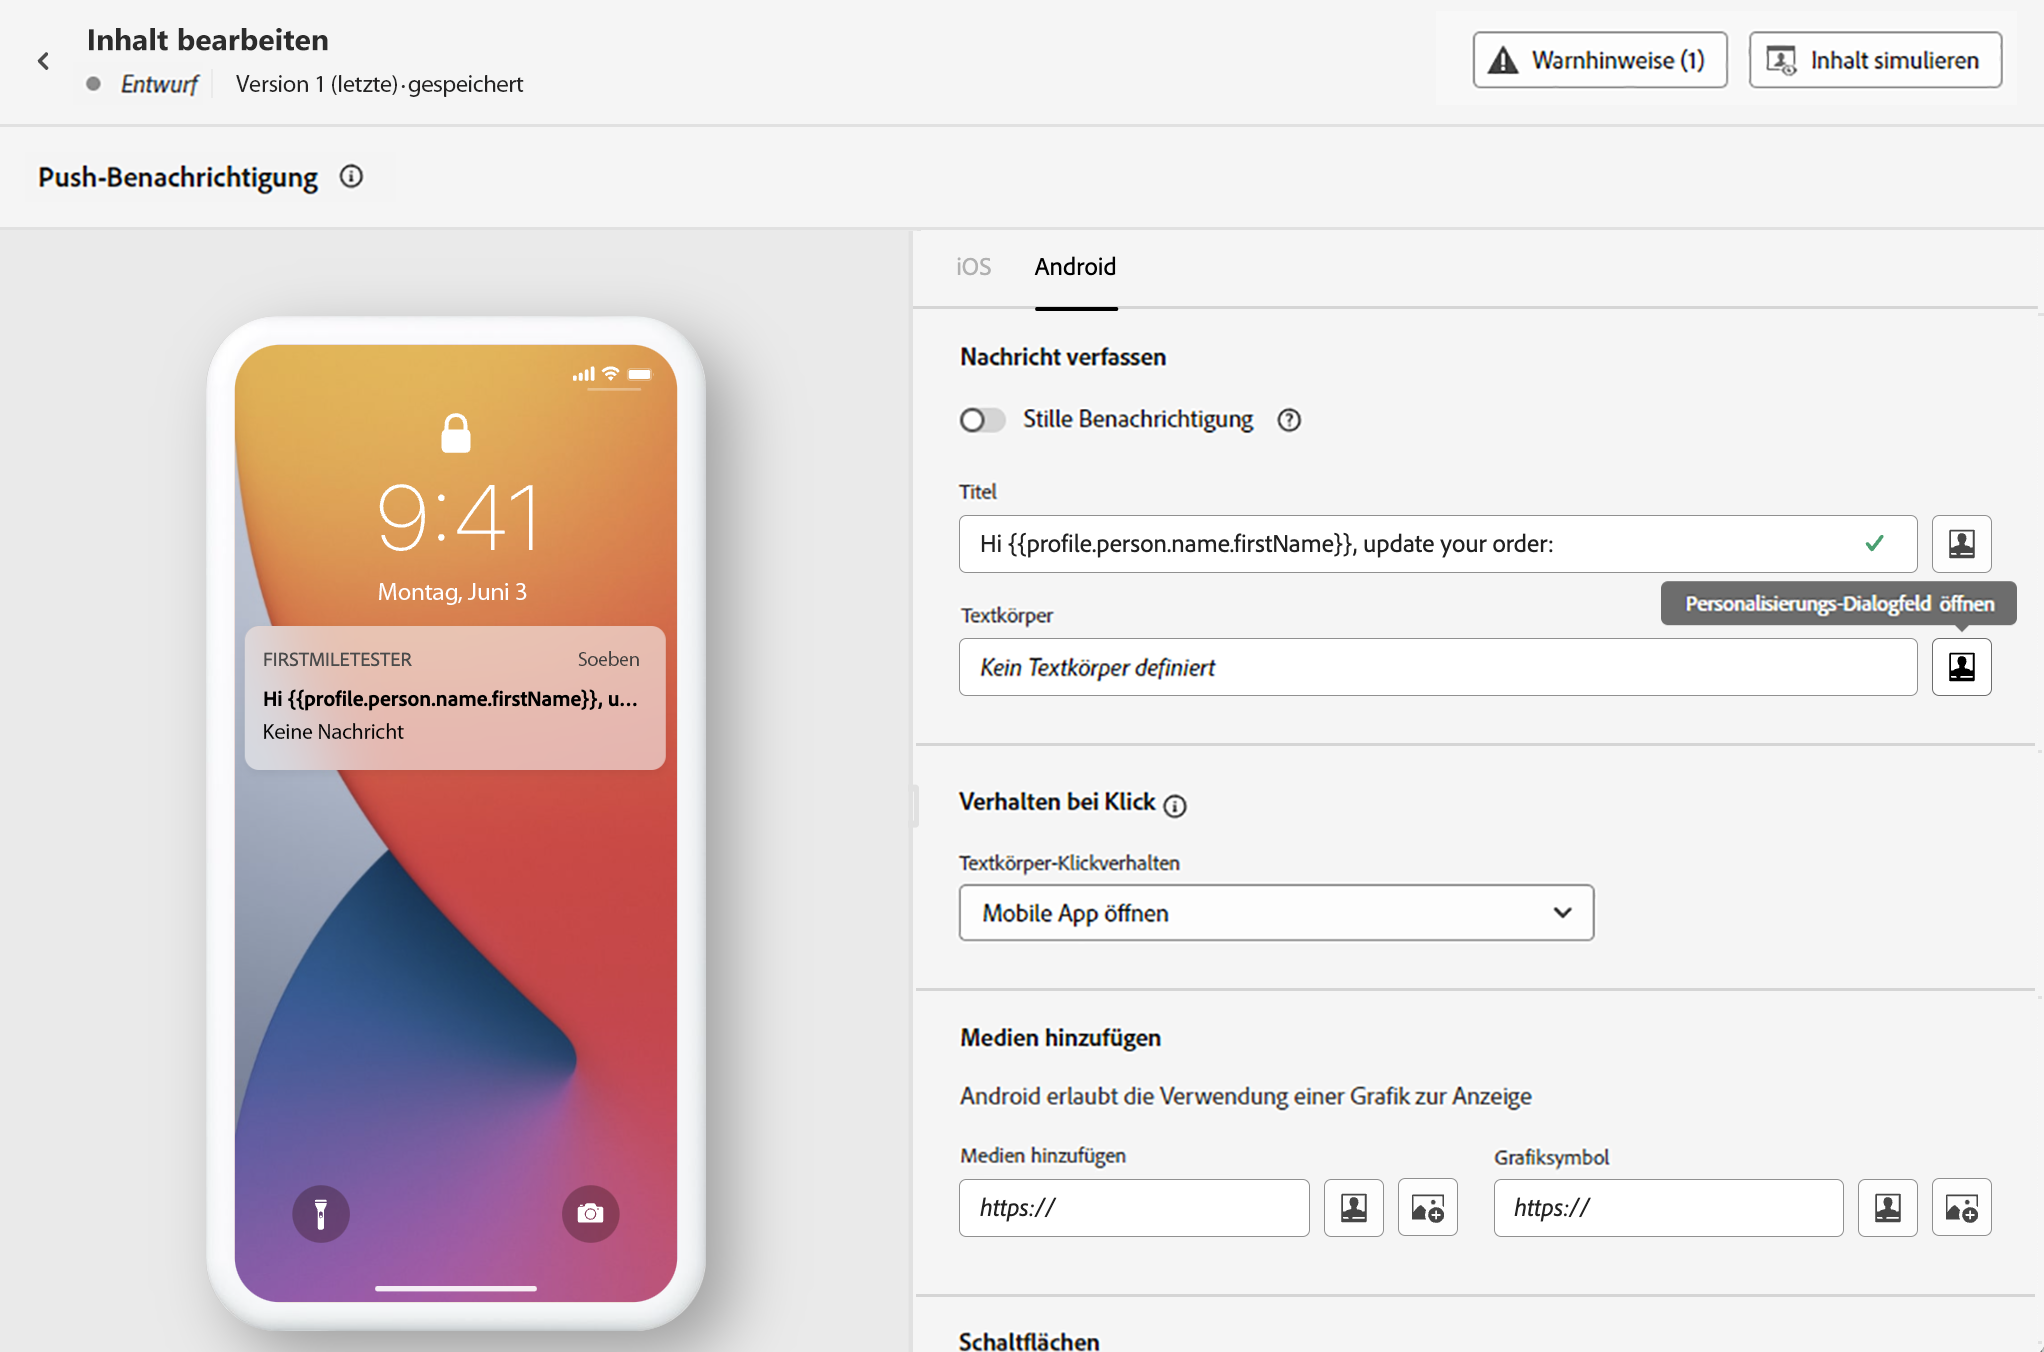 Inhalt bearbeiten
Entwurf Version 1 (letzte)·gespeichert
Warnhinweise (1)
Inhalt simulieren
Push-Benachrichtigung
9:41
Montag, Juni 3
FIRSTMILETESTER Soeben
Hi {{profile.person.name.firstName}}, u...
Keine Nachricht
iOS Android
Nachricht verfassen
Stille Benachrichtigung
Titel
Hi {{profile.person.name.firstName}}, update your order:
Personalisierungs-Dialogfeld öffnen
Textkörper
Kein Textkörper definiert
Verhalten bei Klick
Textkörper-Klickverhalten
Mobile App öffnen
Medien hinzufügen
Android erlaubt die Verwendung einer Grafik zur Anzeige
Medien hinzufügen Grafiksymbol
https:// https://
Schaltflächen